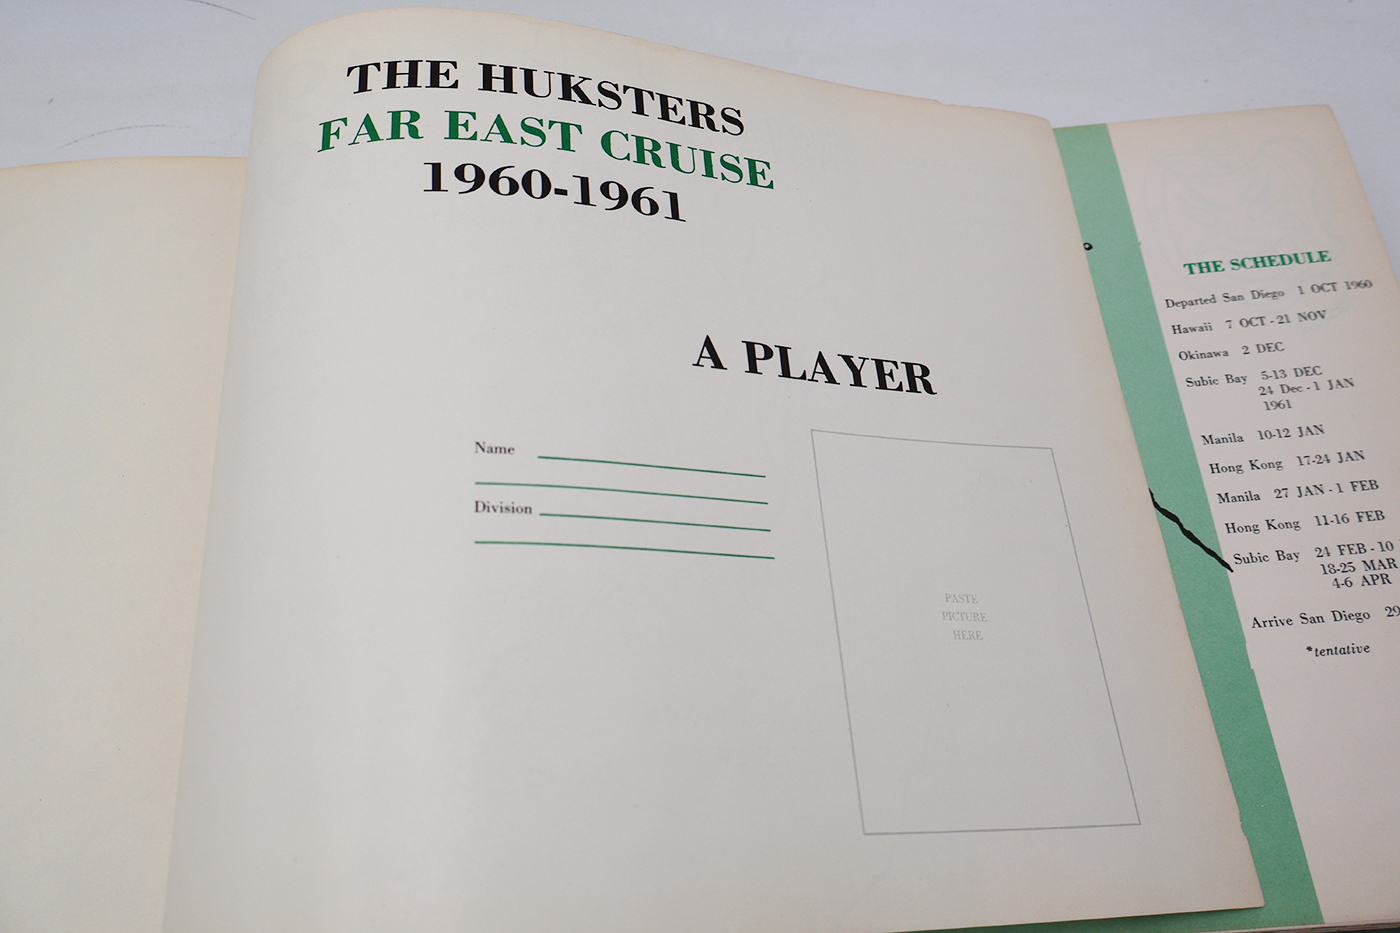 THE HUKSTERS
FAR EAST CRUISE
1960-1961
A PLAYER
Name
Division
PASTE
PICTURE
HERE
THE SCHEDULE
Departed San Diego 1 OCT 1960
Hawaii 7 OCT - 21 NOV
Okinawa 2 DEC
Subic Bay 5-13 DEC
24 Dec - 1 JAN
1961
Manila 10-12 JAN
Hong Kong 17-24 JAN
Manila 27 JAN - 1 FEB
Hong Kong 11-16 FEB
Subic Bay 24 FEB - 10
18-25 MAR
4-6 APR
Arrive San Diego 29
*tentative